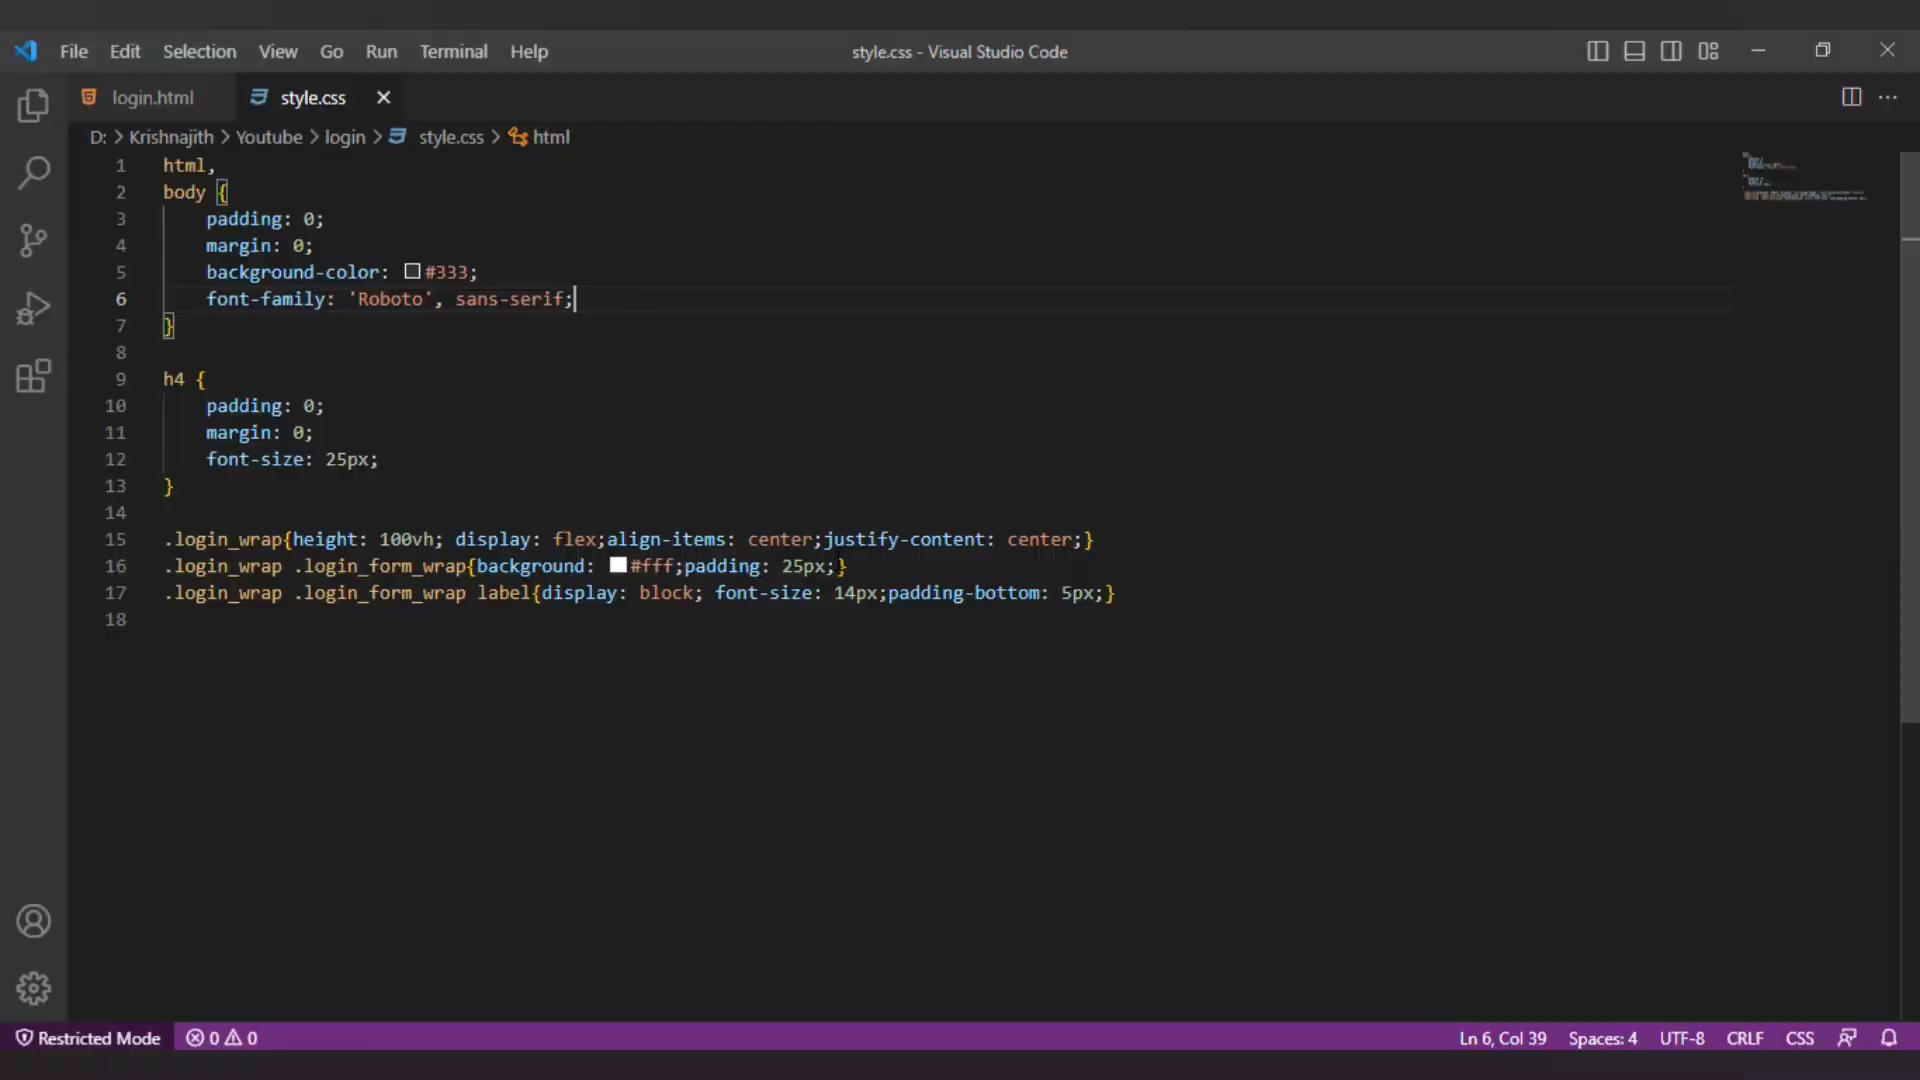 File Edit Selection View Go Run Terminal Help style.css - Visual Studio Code
login.html style.css
D: > Krishnajith > Youtube > login > style.css > html
1 html,
2 body {
3 padding: 0;
4 margin: 0;
5 background-color: #333;
6 font-family: 'Roboto', sans-serif;
7 }
8
9 h4 {
10 padding: 0;
11 margin: 0;
12 font-size: 25px;
13 }
14
15 .login_wrap{height: 100vh; display: flex;align-items: center;justify-content: center;}
16 .login_wrap .login_form_wrap{background: #fff;padding: 25px;}
17 .login_wrap .login_form_wrap label{display: block; font-size: 14px;padding-bottom: 5px;}
18
Restricted Mode 0 0 Ln 6, Col 39 Spaces: 4 UTF-8 CRLF CSS